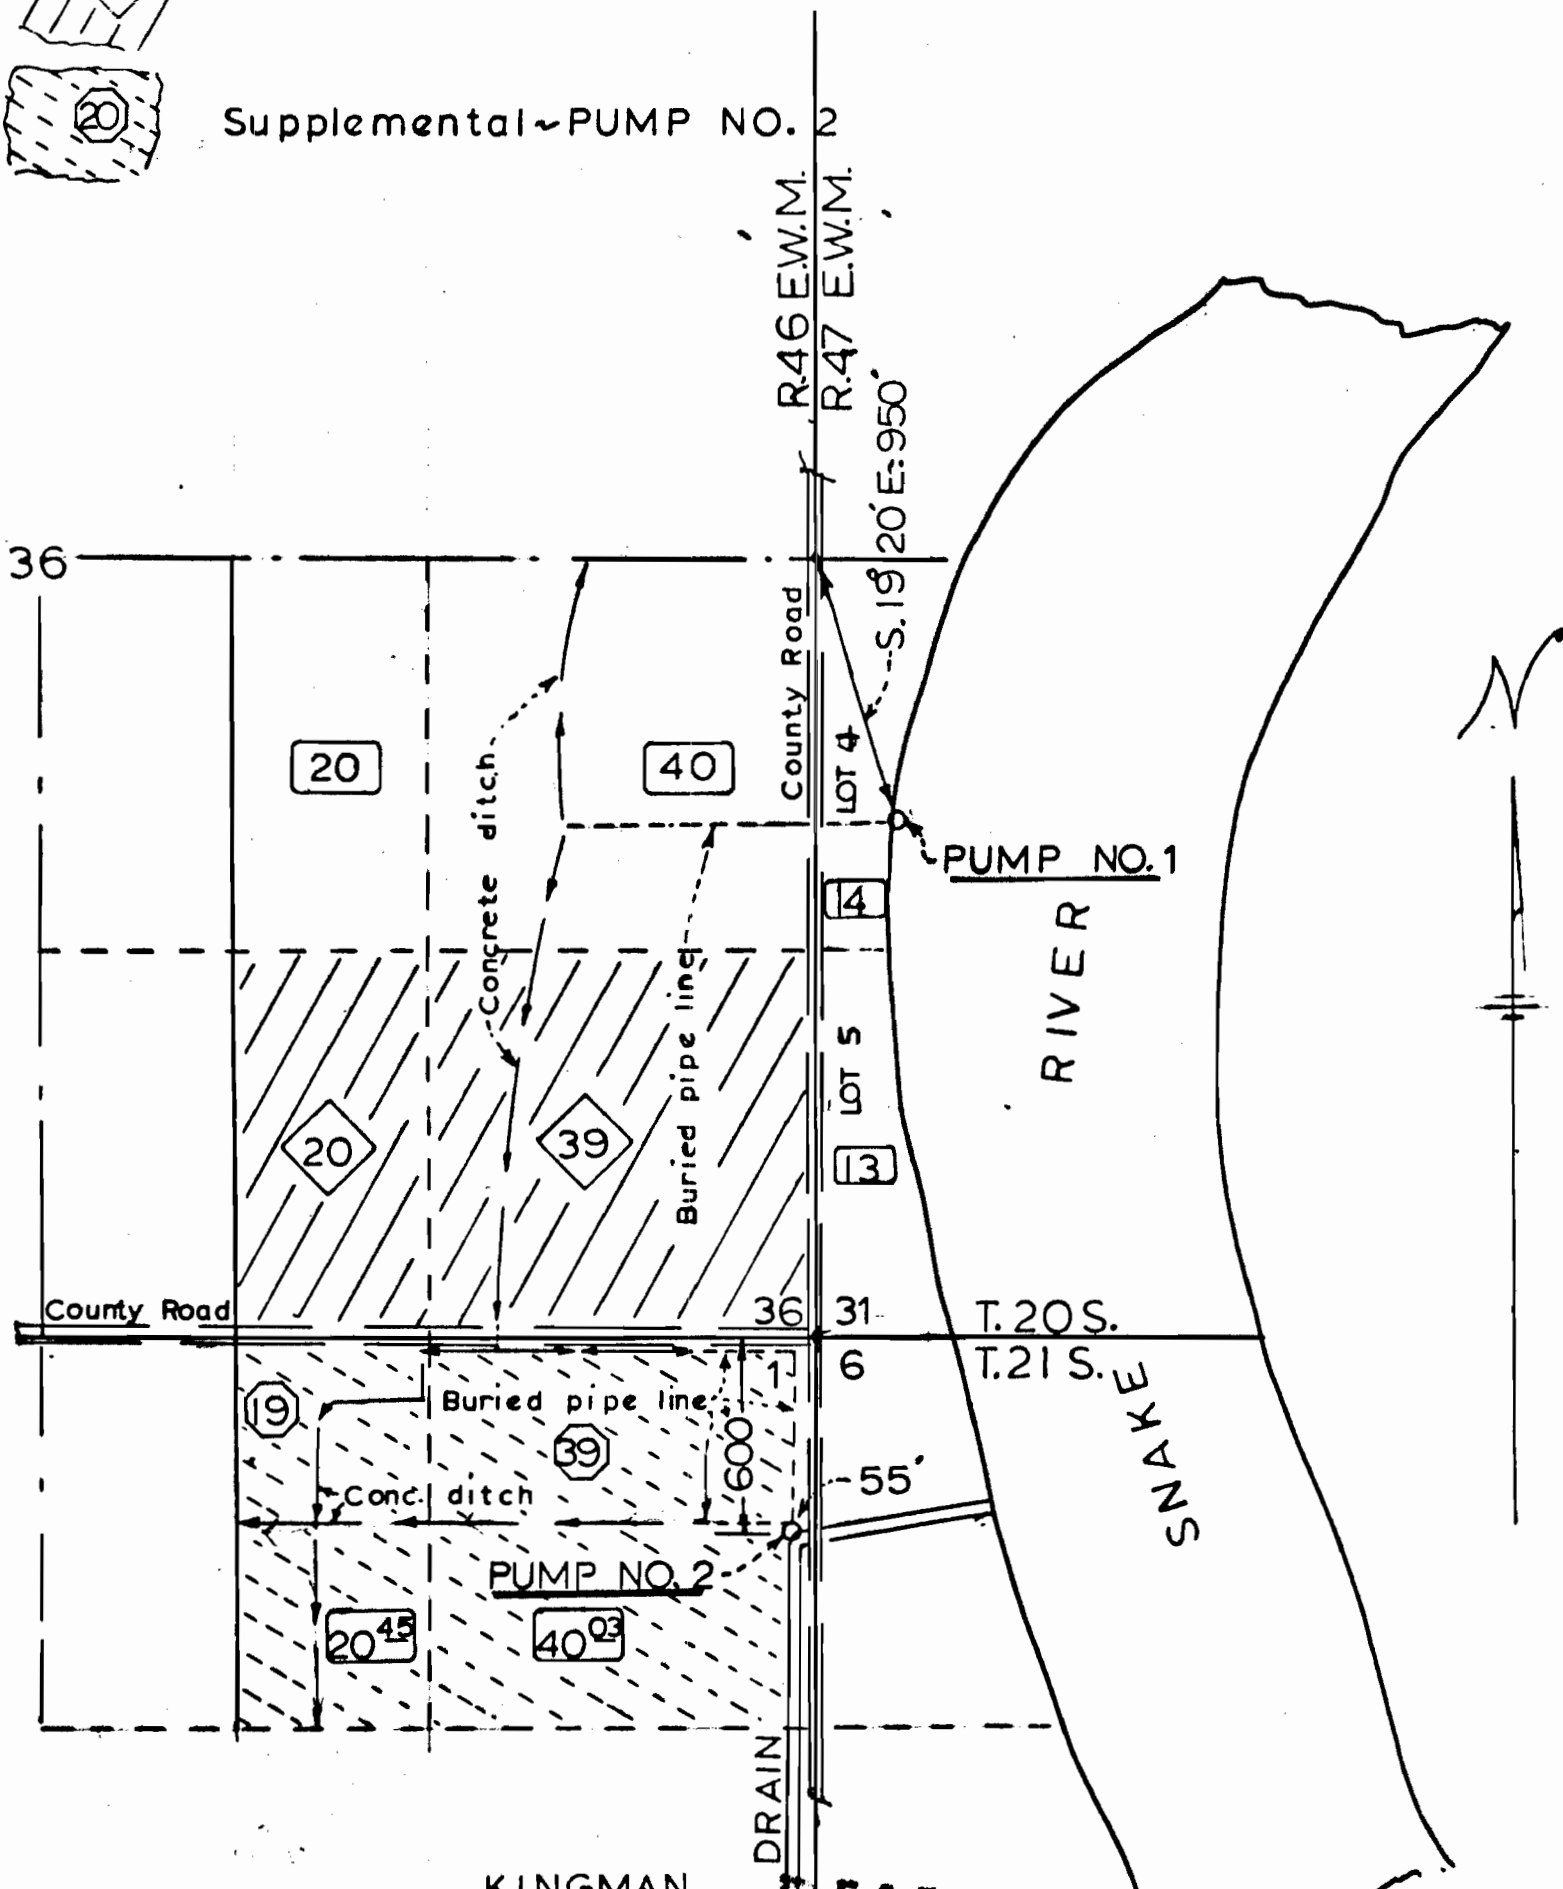 20
Supplemental~PUMP NO. 2
R.46 E.W.M.
R.47 E.W.M.
S.19° 20' E.-950'
36
County Road
LOT 4
20
40
Concrete ditch
PUMP NO. 1
14
RIVER
Buried pipe line
LOT 5
20
39
13
County Road
36
31
T. 20 S.
1
6
T. 21 S.
SNAKE
19
Buried pipe line
39
600'
55'
Conc. ditch
PUMP NO. 2
20 45
40 03
DRAIN
KINGMAN